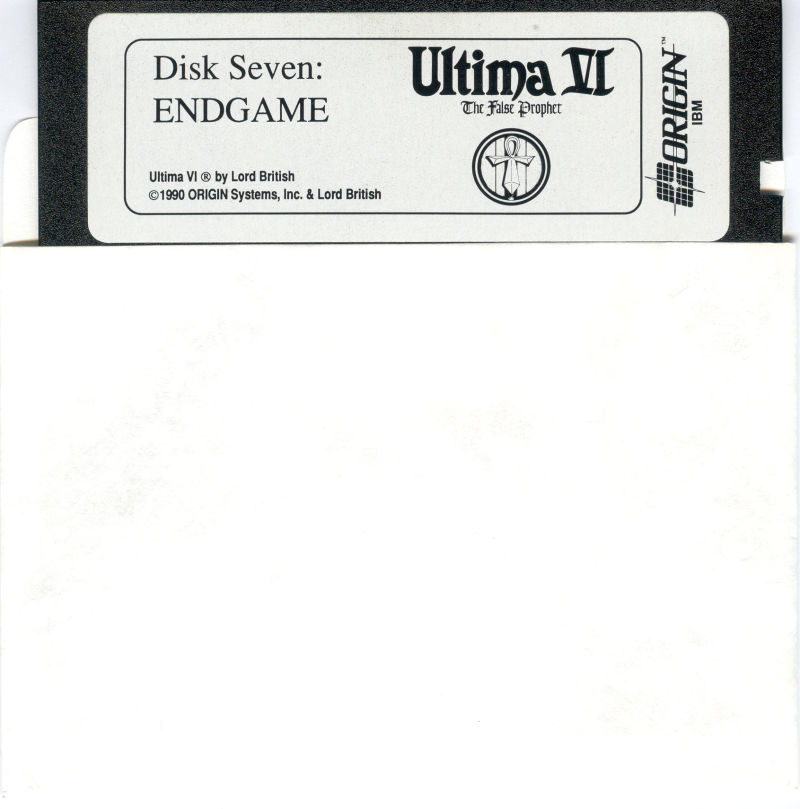 Disk Seven:
ENDGAME
Ultima VI ® by Lord British
©1990 ORIGIN Systems, Inc. & Lord British
Ultima VI
The False Prophet
ORIGIN™
IBM